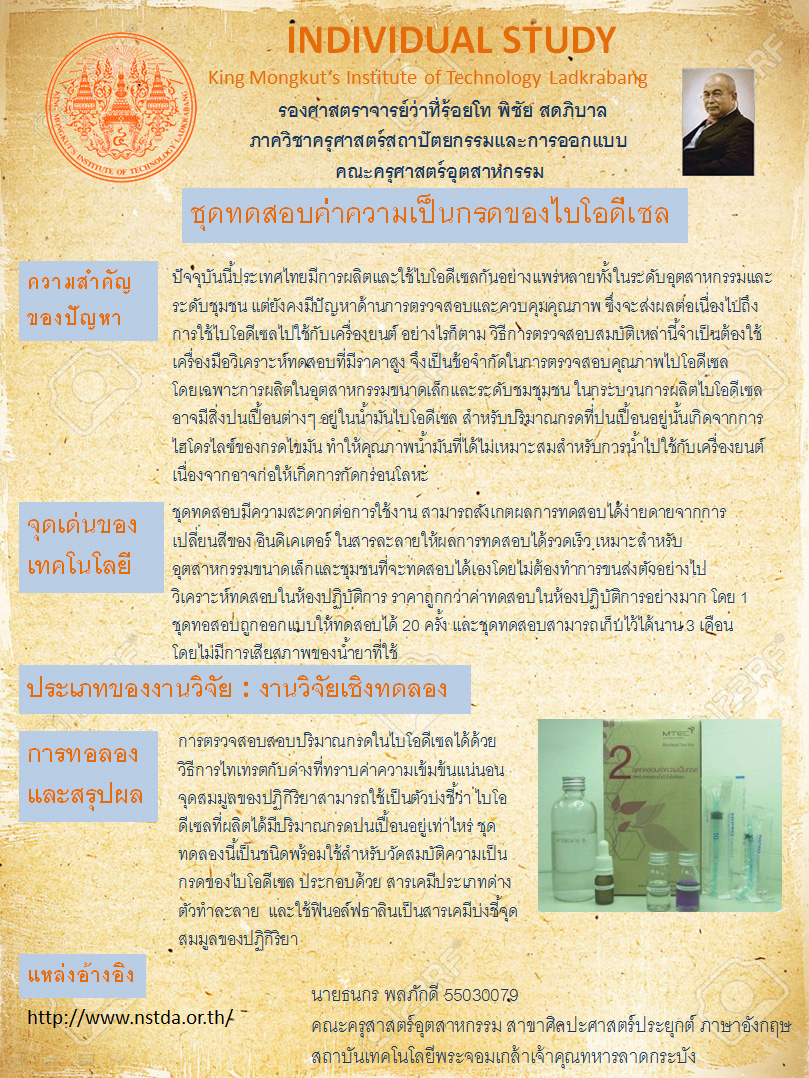 INDIVIDUAL STUDY
King Mongkut's Institute of Technology Ladkrabang
KING MONGKUT'S INSTITUTE OF TECHNOLOGY LADKRABANG
รองศาสตราจารย์ว่าที่ร้อยโท พิชัย สดภิบาล
ภาควิชาครุศาสตร์สถาปัตยกรรมและการออกแบบ
คณะครุศาสตร์อุตสาหกรรม
ชุดทดสอบค่าความเป็นกรดของไบโอดีเซล
ความสำคัญ
ของปัญหา
ปัจจุบันนี้ประเทศไทยมีการผลิตและใช้ไบโอดีเซลกันอย่างแพร่หลายทั้งในระดับอุตสาหกรรมและ
ระดับชุมชน แต่ยังคงมีปัญหาด้านการตรวจสอบและควบคุมคุณภาพ ซึ่งจะส่งผลต่อเนื่องไปถึง
การใช้ไบโอดีเซลไปใช้กับเครื่องยนต์ อย่างไรก็ตาม วิธีการตรวจสอบสมบัติเหล่านี้จำเป็นต้องใช้
เครื่องมือวิเคราะห์ทดสอบที่มีราคาสูง จึงเป็นข้อจำกัดในการตรวจสอบคุณภาพไบโอดีเซล
โดยเฉพาะการผลิตในอุตสาหกรรมขนาดเล็กและระดับชมชุมชน ในกระบวนการผลิตไบโอดีเซล
อาจมีสิ่งปนเปื้อนต่างๆ อยู่ในน้ำมันไบโอดีเซล สำหรับปริมาณกรดที่ปนเปื้อนอยู่นั้นเกิดจากการ
ไฮโดรไลซ์ของกรดไขมัน ทำให้คุณภาพน้ำมันที่ได้ไม่เหมาะสมสำหรับการนำไปใช้กับเครื่องยนต์
เนื่องจากอาจก่อให้เกิดการกัดกร่อนโลหะ
จุดเด่นของ
เทคโนโลยี
ชุดทดสอบมีความสะดวกต่อการใช้งาน สามารถสังเกตผลการทดสอบได้ง่ายดายจากการ
เปลี่ยนสีของ อินดิเคเตอร์ ในสารละลายให้ผลการทดสอบได้รวดเร็ว เหมาะสำหรับ
อุตสาหกรรมขนาดเล็กและชุมชนที่จะทดสอบได้เองโดยไม่ต้องทำการขนส่งตัวอย่างไป
วิเคราะห์ทดสอบในห้องปฏิบัติการ ราคาถูกกว่าค่าทดสอบในห้องปฏิบัติการอย่างมาก โดย 1
ชุดทอสอบถูกออกแบบให้ทดสอบได้ 20 ครั้ง และชุดทดสอบสามารถเก็บไว้ได้นาน 3 เดือน
โดยไม่มีการเสียสภาพของน้ำยาที่ใช้
ประเภทของงานวิจัย : งานวิจัยเชิงทดลอง
การทอลอง
และสรุปผล
การตรวจสอบสอบปริมาณกรดในไบโอดีเซลได้ด้วย
วิธีการไทเทรตกับด่างที่ทราบค่าความเข้มข้นแน่นอน
จุดสมมูลของปฏิกิริยาสามารถใช้เป็นตัวบ่งชี้ว่า ไบโอ
ดีเซลที่ผลิตได้มีปริมาณกรดปนเปื้อนอยู่เท่าไหร่ ชุด
ทดลองนี้เป็นชนิดพร้อมใช้สำหรับวัดสมบัติความเป็น
กรดของไบโอดีเซล ประกอบด้วย สารเคมีประเภทด่าง
ตัวทำละลาย และใช้ฟินอล์ฟธาลินเป็นสารเคมีบ่งชี้จุด
สมมูลของปฏิกิริยา
MTEC
2
ชุดทดสอบค่าความเป็นกรด
แหล่งอ้างอิง
http://www.nstda.or.th/
นายธนกร พลภักดี 55030079
คณะครุสาสตร์อุตสาหกรรม สาขาศิลปะศาสตร์ประยุกต์ ภาษาอังกฤษ
สถาบันเทคโนโลยีพระจอมเกล้าเจ้าคุณทหารลาดกระบัง
123RF